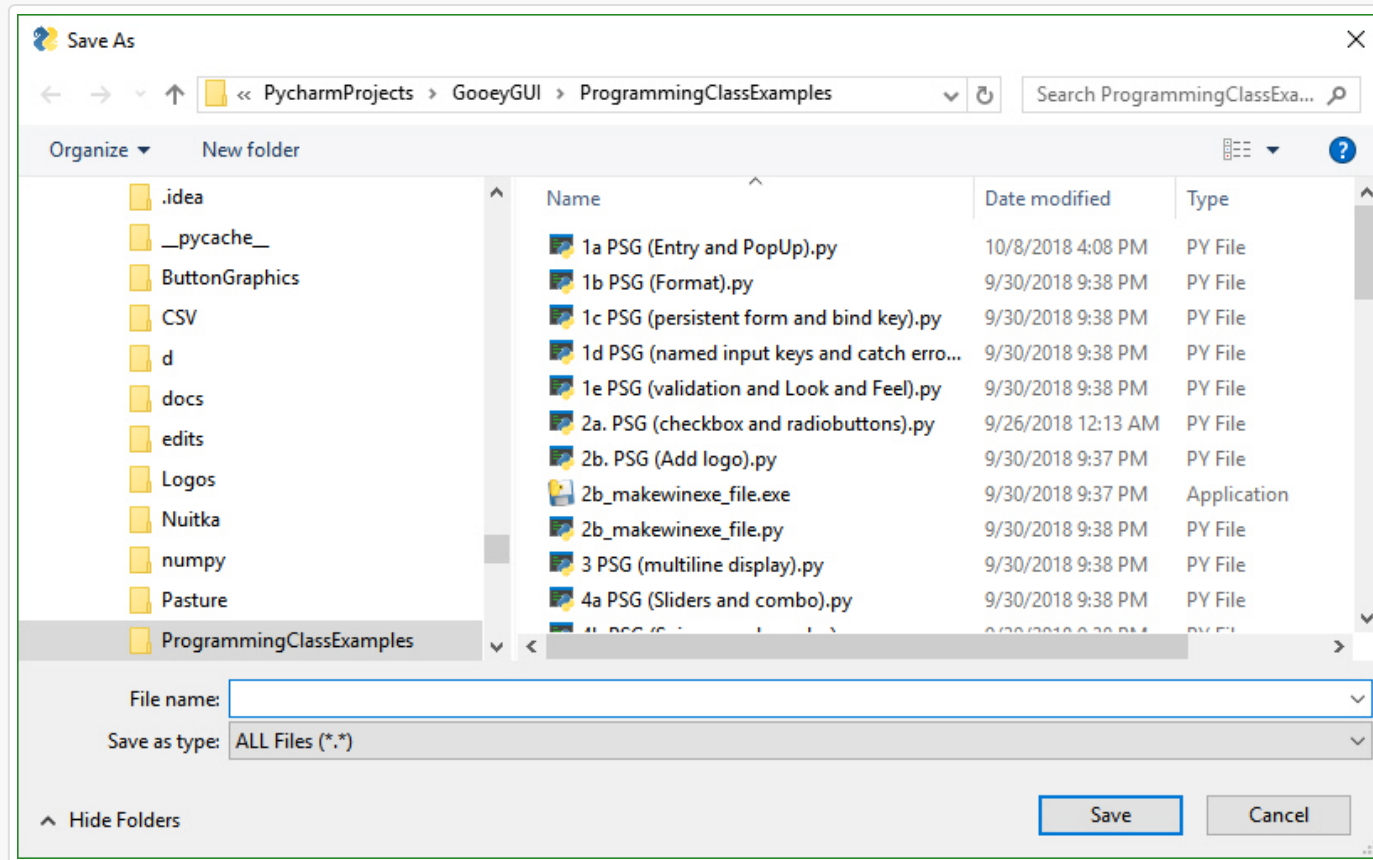 Save As
« PycharmProjects > GooeyGUI > ProgrammingClassExamples
Search ProgrammingClassExa...
Organize
New folder
?
.idea
__pycache__
ButtonGraphics
CSV
d
docs
edits
Logos
Nuitka
numpy
Pasture
ProgrammingClassExamples
Name Date modified Type
1a PSG (Entry and PopUp).py 10/8/2018 4:08 PM PY File
1b PSG (Format).py 9/30/2018 9:38 PM PY File
1c PSG (persistent form and bind key).py 9/30/2018 9:38 PM PY File
1d PSG (named input keys and catch erro... 9/30/2018 9:38 PM PY File
1e PSG (validation and Look and Feel).py 9/30/2018 9:38 PM PY File
2a. PSG (checkbox and radiobuttons).py 9/26/2018 12:13 AM PY File
2b. PSG (Add logo).py 9/30/2018 9:37 PM PY File
2b_makewinexe_file.exe 9/30/2018 9:37 PM Application
2b_makewinexe_file.py 9/30/2018 9:38 PM PY File
3 PSG (multiline display).py 9/30/2018 9:38 PM PY File
4a PSG (Sliders and combo).py 9/30/2018 9:38 PM PY File
File name:
Save as type: ALL Files (*.*)
Hide Folders
Save
Cancel